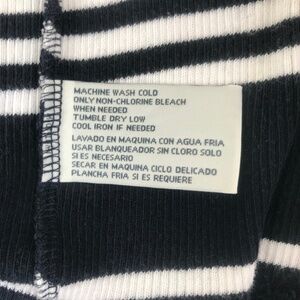 MACHINE WASH COLD
ONLY NON-CHLORINE BLEACH
WHEN NEEDED
TUMBLE DRY LOW
COOL IRON IF NEEDED
LAVADO EN MAQUINA CON AGUA FRIA
USAR BLANQUEADOR SIN CLORO SOLO
SI ES NECESARIO
SECAR EN MAQUINA CICLO DELICADO
PLANCHA FRIA SI ES REQUIERE